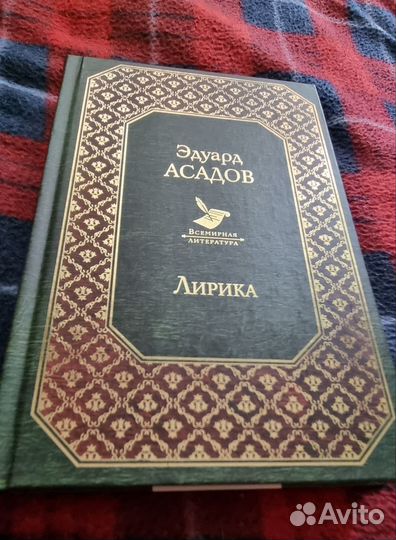 Эдуард
АСАДОВ
ВСЕМИРНАЯ
ЛИТЕРАТУРА
ЛИРИКА
Avito